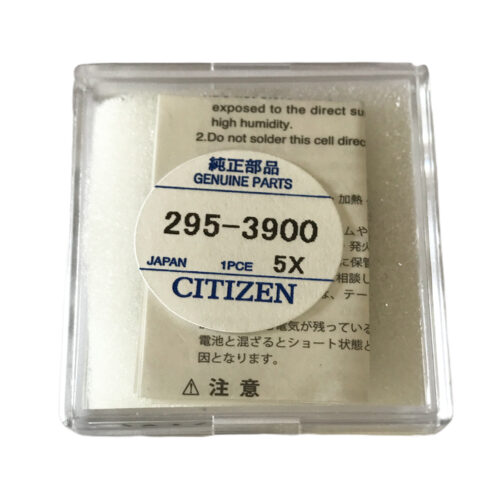 exposed to the direct su
high humidity.
2.Do not solder this cell direc
純正部品
GENUINE PARTS
295-3900
JAPAN 1PCE 5X
CITIZEN
加熱
・発火
に保管
相談し
、テー
電気が残っている
電池と混ざるとショート状態と
因となります。
⚠注意